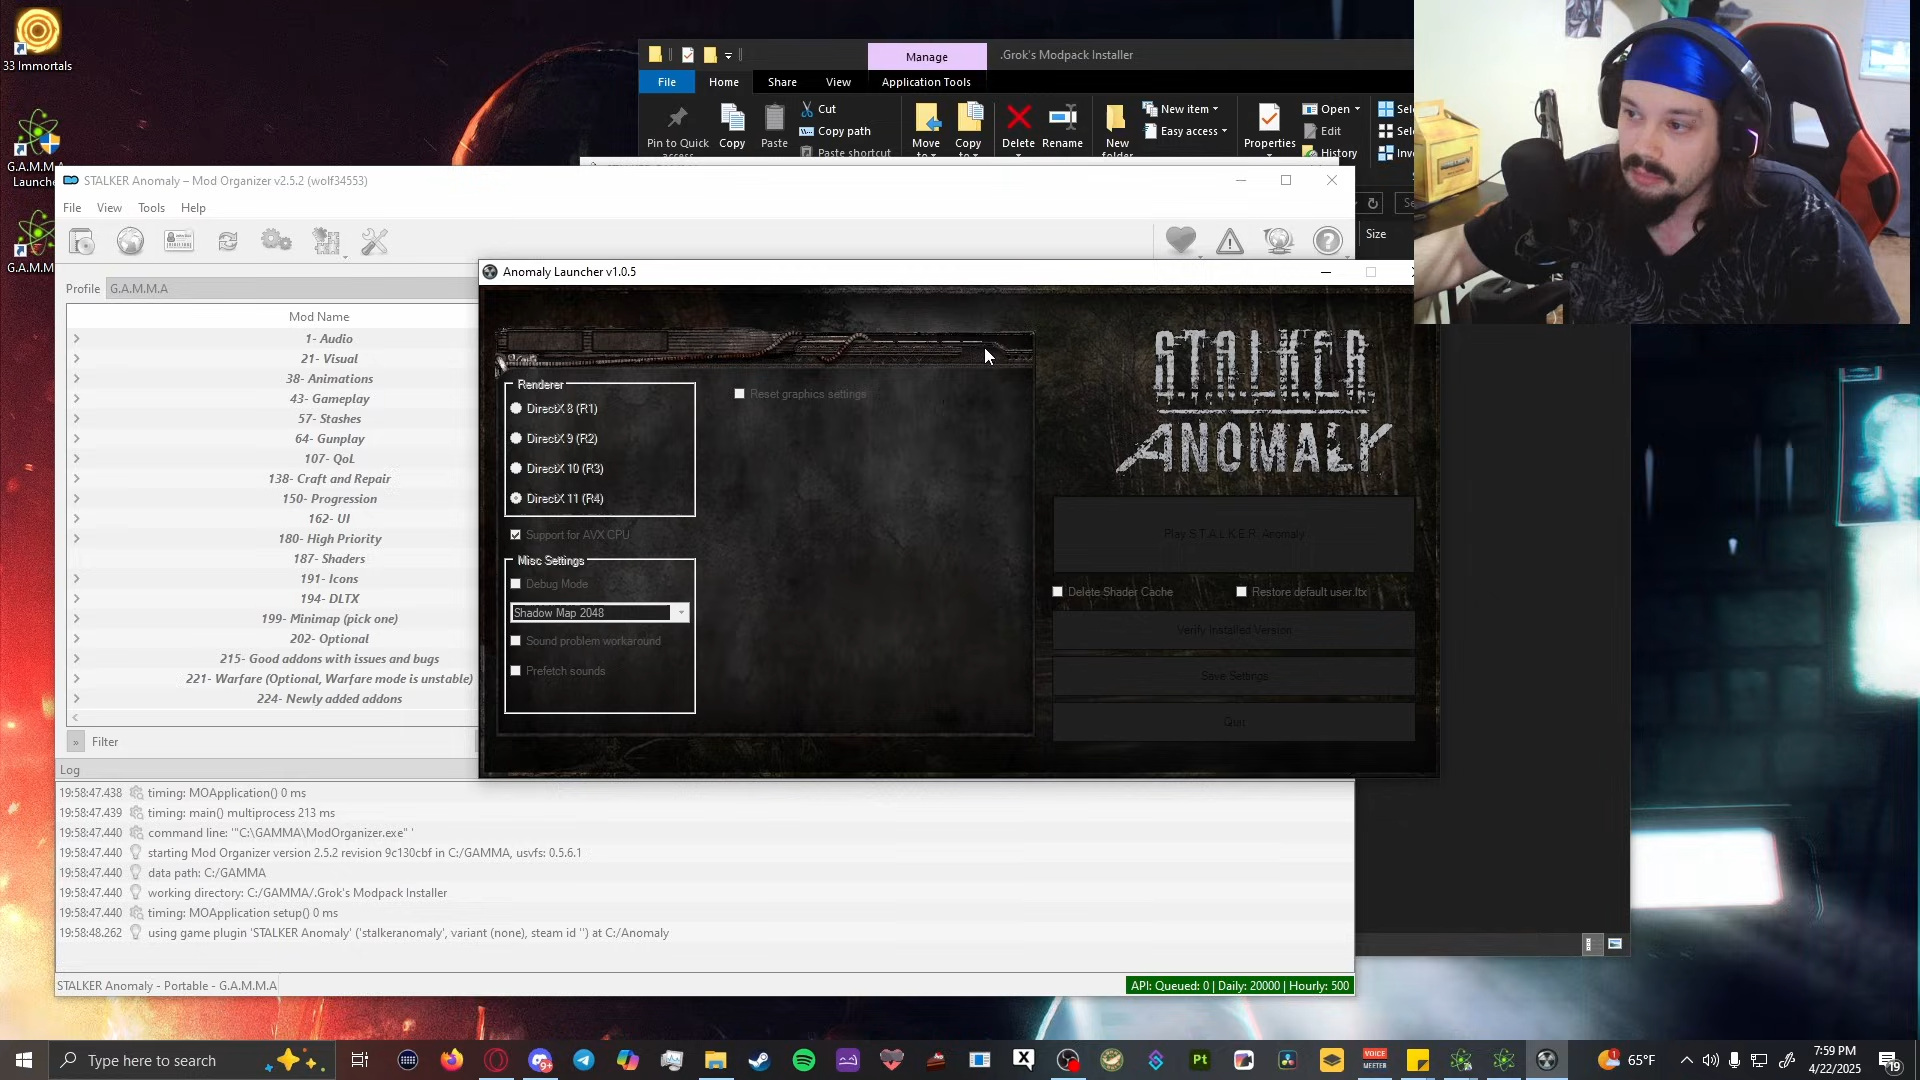 33 Immortals
G.A.M.M.A
Launche
G.A.M.M
Manage
.Grok's Modpack Installer
File
Home
Share
View
Application Tools
Pin to Quick
access
Copy
Paste
Cut
Copy path
Paste shortcut
Move
to
Copy
to
Delete
Rename
New
folder
New item
Easy access
Properties
Open
Edit
History
Size
STALKER Anomaly – Mod Organizer v2.5.2 (wolf34553)
File
View
Tools
Help
Profile
G.A.M.M.A
Mod Name
1- Audio
21- Visual
38- Animations
43- Gameplay
57- Stashes
64- Gunplay
107- QoL
138- Craft and Repair
150- Progression
162- UI
180- High Priority
187- Shaders
191- Icons
194- DLTX
199- Minimap (pick one)
202- Optional
215- Good addons with issues and bugs
221- Warfare (Optional, Warfare mode is unstable)
224- Newly added addons
Filter
Anomaly Launcher v1.0.5
Renderer
DirectX 8 (R1)
DirectX 9 (R2)
DirectX 10 (R3)
DirectX 11 (R4)
Reset graphics settings
Support for AVX CPU
Misc Settings
Debug Mode
Shadow Map 2048
Sound problem workaround
Prefetch sounds
S.T.A.L.K.E.R
ANOMALY
Play S.T.A.L.K.E.R. Anomaly
Delete Shader Cache
Restore default user.ltx
Verify Installed Version
Save Settings
Quit
Log
19:58:47.438 timing: MOApplication() 0 ms
19:58:47.439 timing: main() multiprocess 213 ms
19:58:47.440 command line: '"C:\GAMMA\ModOrganizer.exe" '
19:58:47.440 starting Mod Organizer version 2.5.2 revision 9c130cbf in C:/GAMMA, usvfs: 0.5.6.1
19:58:47.440 data path: C:/GAMMA
19:58:47.440 working directory: C:/GAMMA/.Grok's Modpack Installer
19:58:47.440 timing: MOApplication setup() 0 ms
19:58:48.262 using game plugin 'STALKER Anomaly' ('stalkeranomaly', variant (none), steam id '') at C:/Anomaly
STALKER Anomaly - Portable - G.A.M.M.A
API: Queued: 0 | Daily: 20000 | Hourly: 500
Type here to search
9+
Pt
VOICE
MEETER
1
65°F
7:59 PM
4/22/2025
19